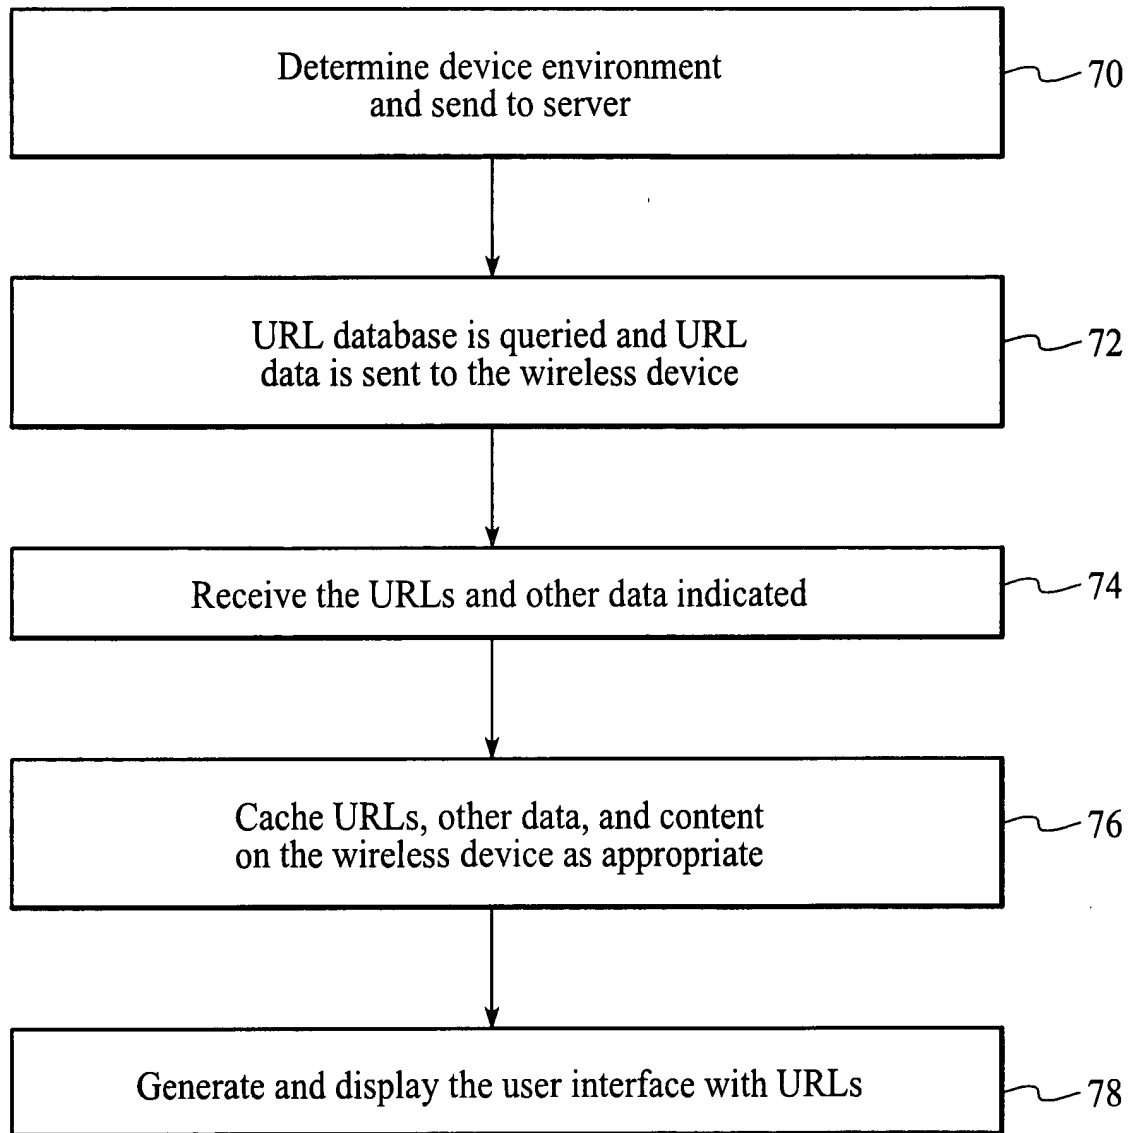 Determine device environment
and send to server
70
URL database is queried and URL
data is sent to the wireless device
72
Receive the URLs and other data indicated
74
Cache URLs, other data, and content
on the wireless device as appropriate
76
Generate and display the user interface with URLs
78